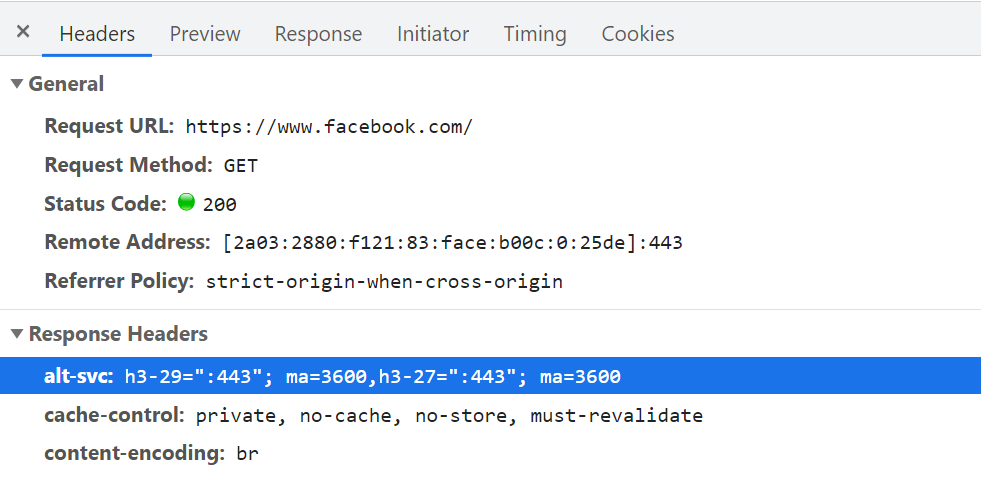 × Headers Preview Response Initiator Timing Cookies
▼ General
Request URL: https://www.facebook.com/
Request Method: GET
Status Code: 200
Remote Address: [2a03:2880:f121:83:face:b00c:0:25de]:443
Referrer Policy: strict-origin-when-cross-origin
▼ Response Headers
alt-svc: h3-29=":443"; ma=3600,h3-27=":443"; ma=3600
cache-control: private, no-cache, no-store, must-revalidate
content-encoding: br